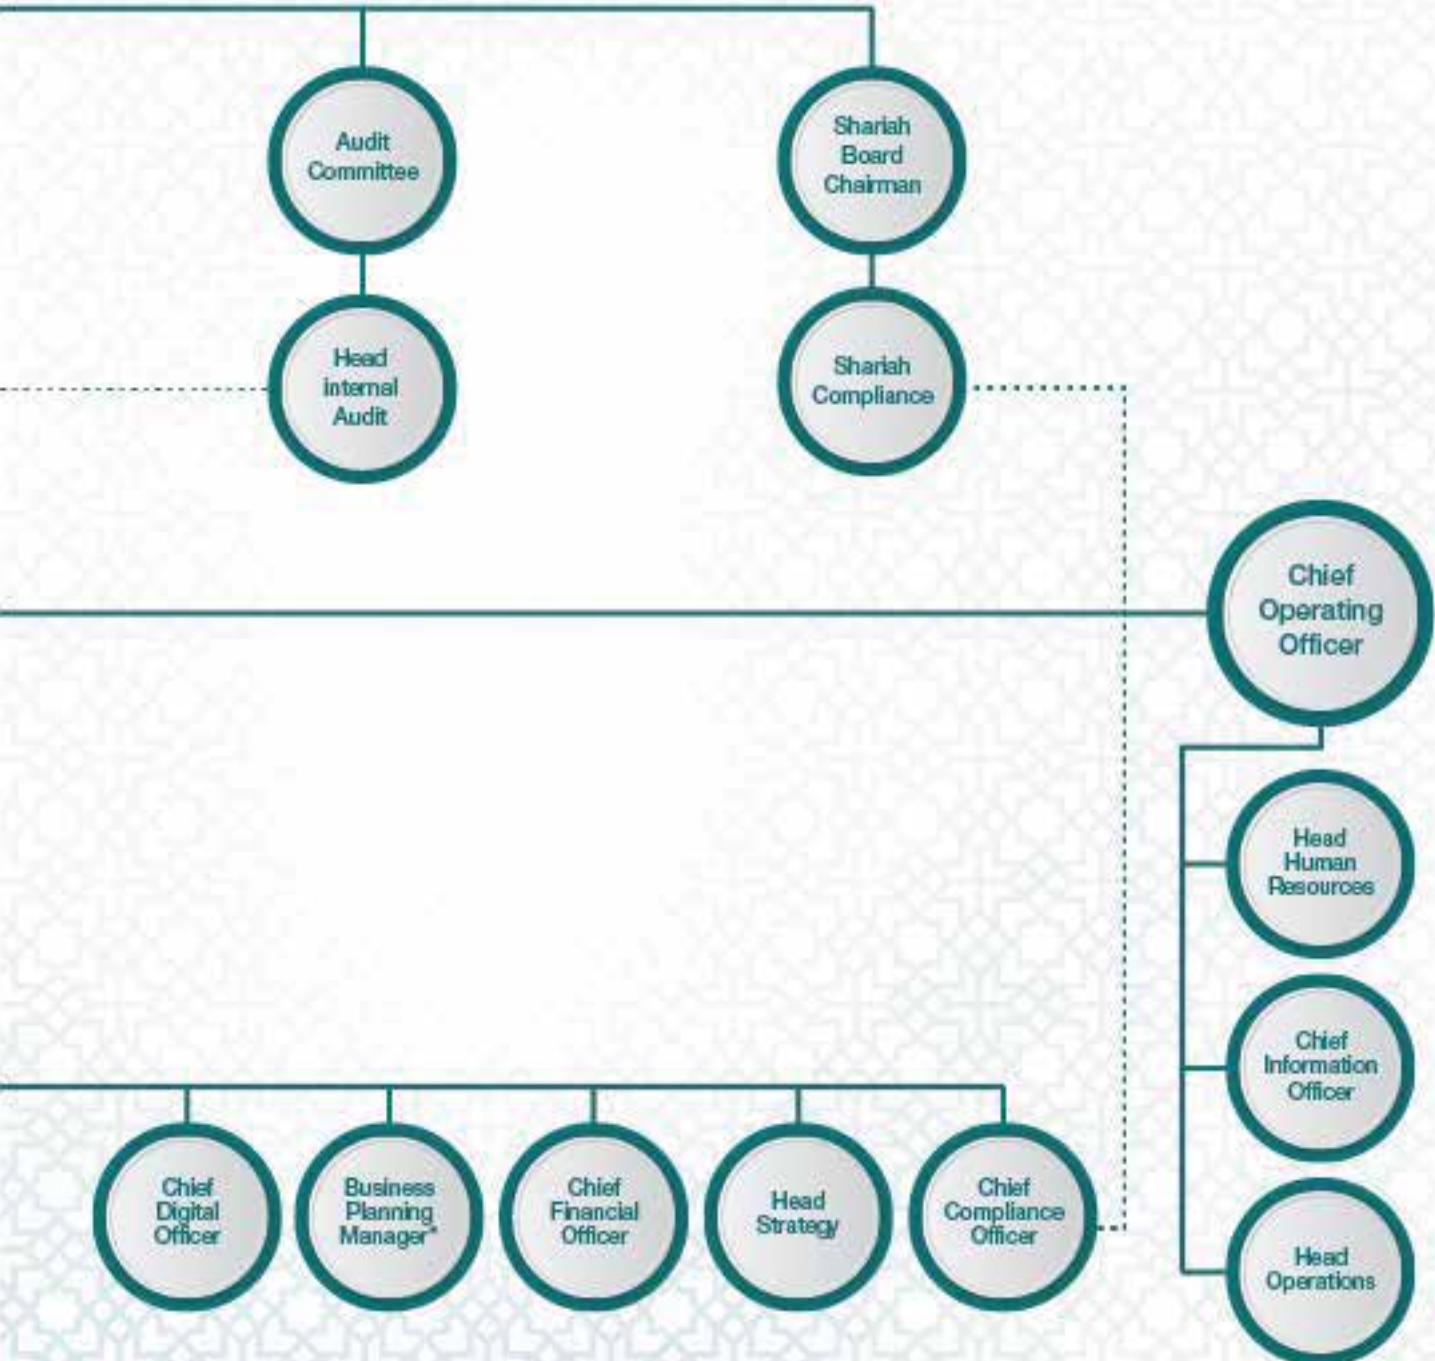 Audit
Committee
Shariah
Board
Chairman
Head
internal
Audit
Shariah
Compliance
Chief
Operating
Officer
Head
Human
Resources
Chief
Information
Officer
Chief
Digital
Officer
Business
Planning
Manager*
Chief
Financial
Officer
Head
Strategy
Chief
Compliance
Officer
Head
Operations